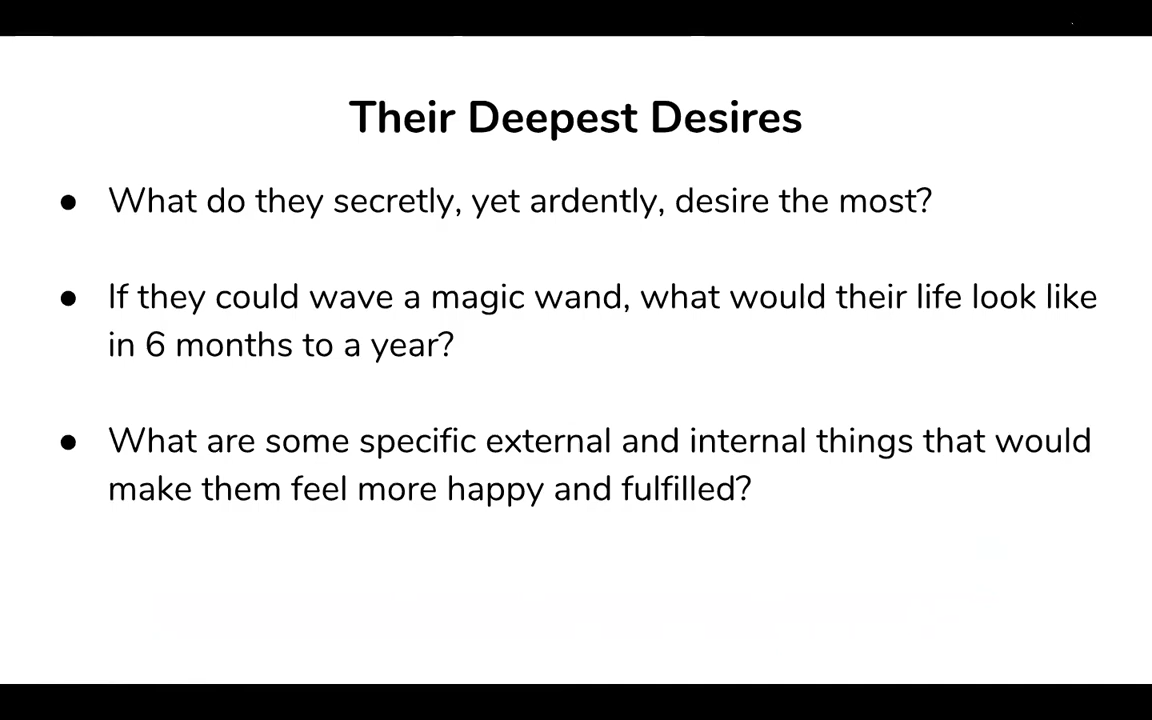 Their Deepest Desires
● What do they secretly, yet ardently, desire the most?
● If they could wave a magic wand, what would their life look like
in 6 months to a year?
● What are some specific external and internal things that would
make them feel more happy and fulfilled?